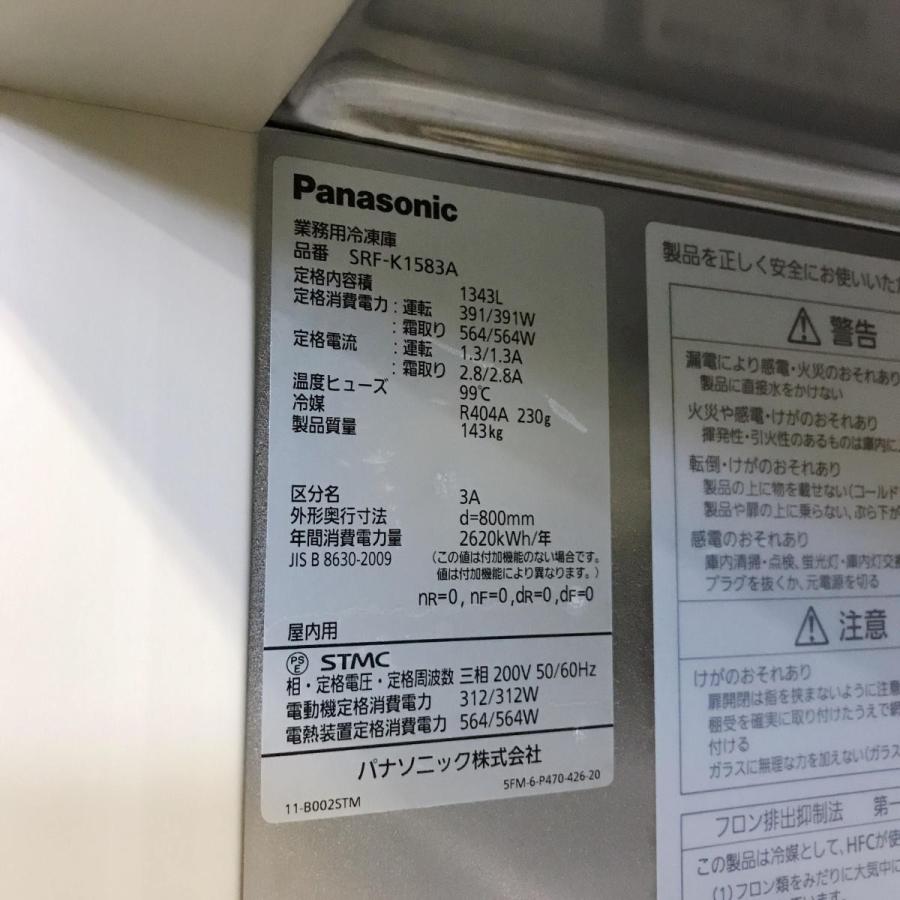 Panasonic
業務用冷凍庫
品番 SRF-K1583A
定格内容積 1343L
定格消費電力:運転 391/391W
:霜取り 564/564W
定格電流 :運転 1.3/1.3A
:霜取り 2.8/2.8A
温度ヒューズ 99℃
冷媒 R404A 230g
製品質量 143kg
区分名 3A
外形奥行寸法 d=800mm
年間消費電力量 2620kWh/年
JIS B 8630-2009 (この値は付加機能のない場合です。
値は付加機能により異なります。)
nR=0, nF=0, dR=0, dF=0
屋内用
PSE STMC
相・定格電圧・定格周波数 三相 200V 50/60Hz
電動機定格消費電力 312/312W
電熱装置定格消費電力 564/564W
パナソニック株式会社
5FM-6-P470-426-20
11-B002STM
製品を正しく安全にお使いいた
警告
漏電により感電・火災のおそれあり
製品に直接水をかけない
火災や感電・けがのおそれあり
揮発性・引火性のあるものは庫内に
転倒・けがのおそれあり
製品の上に物を載せない(コールド
製品や扉の上に乗らない、ぶら下が
感電のおそれあり
庫内清掃・点検、蛍光灯・庫内灯交換
プラグを抜くか、元電源を切る
注意
けがのおそれあり
扉開閉は指を挟まないように注意
棚受を確実に取り付けたうえで網
付ける
ガラスに無理な力を加えない(ガラス
フロン排出抑制法 第一
この製品は冷媒として、HFCが使
(1)フロン類をみだりに大気中に